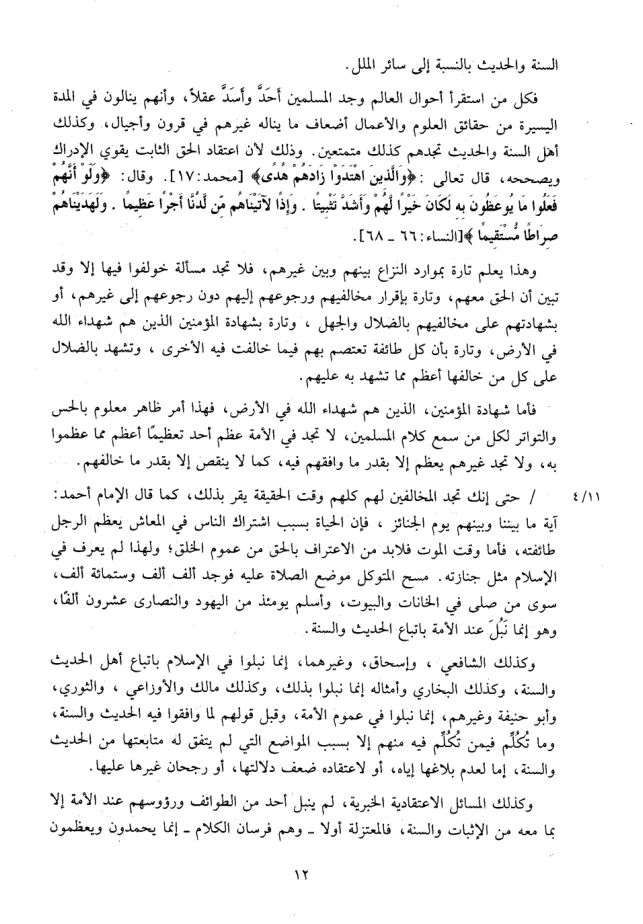 السنة والحديث بالنسبة إلى سائر الملل.
فكل من استقرأ أحوال العالم وجد المسلمين أَحَدَّ وأَسَدَّ عقلاً، وأنهم ينالون في المدة
اليسيرة من حقائق العلوم والأعمال أضعاف ما يناله غيرهم في قرون وأجيال، وكذلك
أهل السنة والحديث تجدهم كذلك متمتعين. وذلك لأن اعتقاد الحق الثابت يقوي الإدراك
ويصححه، قال تعالى :﴿وَالَّذِينَ اهْتَدَوْا زَادَهُمْ هُدًى﴾ [محمد:١٧]. وقال: ﴿وَلَوْ أَنَّهُمْ
فَعَلُوا مَا يُوعَظُونَ بِهِ لَكَانَ خَيْرًا لَّهُمْ وَأَشَدَّ تَثْبِيتًا . وَإِذًا لآتَيْنَاهُم مِّن لَّدُنَّا أَجْرًا عَظِيمًا . وَلَهَدَيْنَاهُمْ
صِرَاطًا مُّسْتَقِيمًا ﴾[النساء:٦٦ ـ ٦٨].
وهذا يعلم تارة بموارد النزاع بينهم وبين غيرهم، فلا تجد مسألة خولفوا فيها إلا وقد
تبين أن الحق معهم، وتارة بإقرار مخالفيهم ورجوعهم إليهم دون رجوعهم إلى غيرهم، أو
بشهادتهم على مخالفيهم بالضلال والجهل ، وتارة بشهادة المؤمنين الذين هم شهداء الله
في الأرض، وتارة بأن كل طائفة تعتصم بهم فيما خالفت فيه الأخرى ، وتشهد بالضلال
على كل من خالفها أعظم مما تشهد به عليهم.
فأما شهادة المؤمنين، الذين هم شهداء الله في الأرض، فهذا أمر ظاهر معلوم بالحس
والتواتر لكل من سمع كلام المسلمين، لا تجد في الأمة عظم أحد تعظيمًا أعظم مما عظموا
به، ولا تجد غيرهم يعظم إلا بقدر ما وافقهم فيه، كما لا ينقص إلا بقدر ما خالفهم.
٤/١١ / حتى إنك تجد المخالفين لهم كلهم وقت الحقيقة يقر بذلك، كما قال الإمام أحمد:
آية ما بيننا وبينهم يوم الجنائز ، فإن الحياة بسبب اشتراك الناس في المعاش يعظم الرجل
طائفته، فأما وقت الموت فلابد من الاعتراف بالحق من عموم الخلق؛ ولهذا لم يعرف في
الإسلام مثل جنازته. مسح المتوكل موضع الصلاة عليه فوجد ألف ألف وستمائة ألف،
سوى من صلى في الخانات والبيوت، وأسلم يومئذ من اليهود والنصارى عشرون ألفًا،
وهو إنما نَبُلَ عند الأمة باتباع الحديث والسنة.
وكذلك الشافعي ، وإسحاق، وغيرهما، إنما نبلوا في الإسلام باتباع أهل الحديث
والسنة، وكذلك البخاري وأمثاله إنما نبلوا بذلك، وكذلك مالك والأوزاعي ، والثوري،
وأبو حنيفة وغيرهم، إنما نبلوا في عموم الأمة، وقبل قولهم لما وافقوا فيه الحديث والسنة،
وما تُكُلِّم فيمن تُكُلِّم فيه منهم إلا بسبب المواضع التي لم يتفق له متابعتها من الحديث
والسنة، إما لعدم بلاغها إياه، أو لاعتقاده ضعف دلالتها، أو رجحان غيرها عليها.
وكذلك المسائل الاعتقادية الخبرية، لم ينبل أحد من الطوائف ورؤوسهم عند الأمة إلا
بما معه من الإثبات والسنة، فالمعتزلة أولا ـ وهم فرسان الكلام ـ إنما يحمدون ويعظمون
١٢